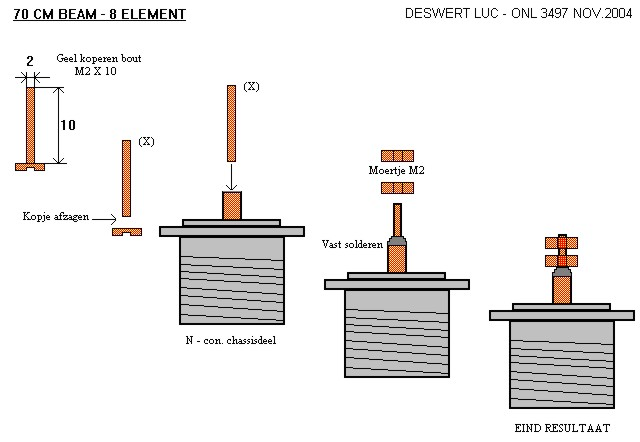 70 CM BEAM - 8 ELEMENT
DESWERT LUC - ONL 3497 NOV.2004
2
Geel koperen bout
M2 X 10
10
(X)
(X)
Kopje afzagen
Moertje M2
Vast solderen
N - con. chassisdeel
EIND RESULTAAT